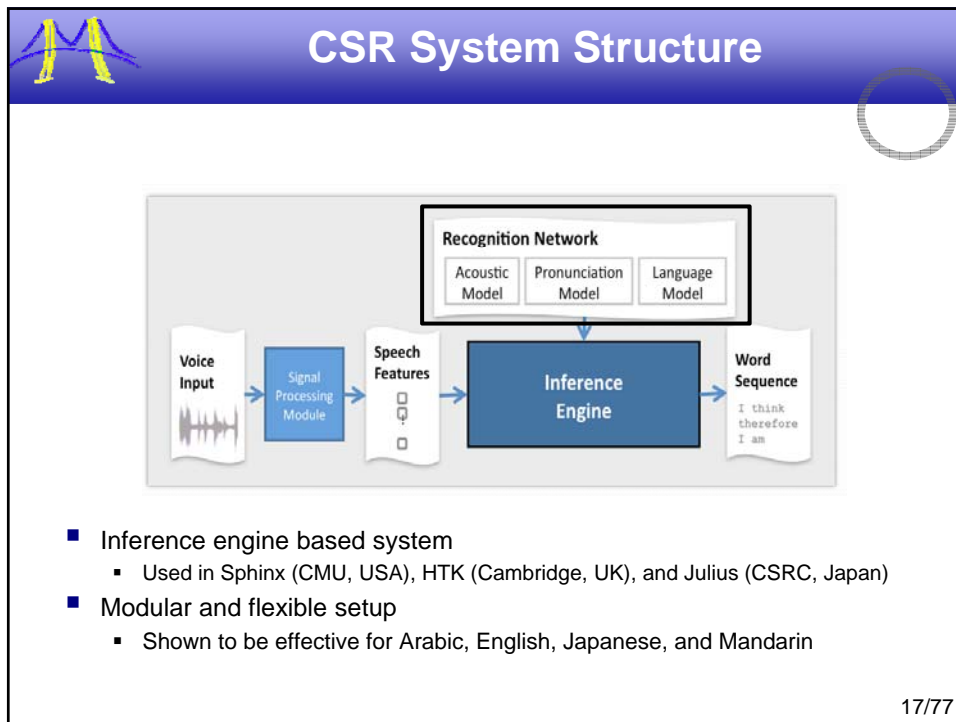 CSR System Structure
Recognition Network
Acoustic Model
Pronunciation Model
Language Model
Voice Input
Signal Processing Module
Speech Features
Inference Engine
Word Sequence
I think
therefore
I am
Inference engine based system
Used in Sphinx (CMU, USA), HTK (Cambridge, UK), and Julius (CSRC, Japan)
Modular and flexible setup
Shown to be effective for Arabic, English, Japanese, and Mandarin
17/77